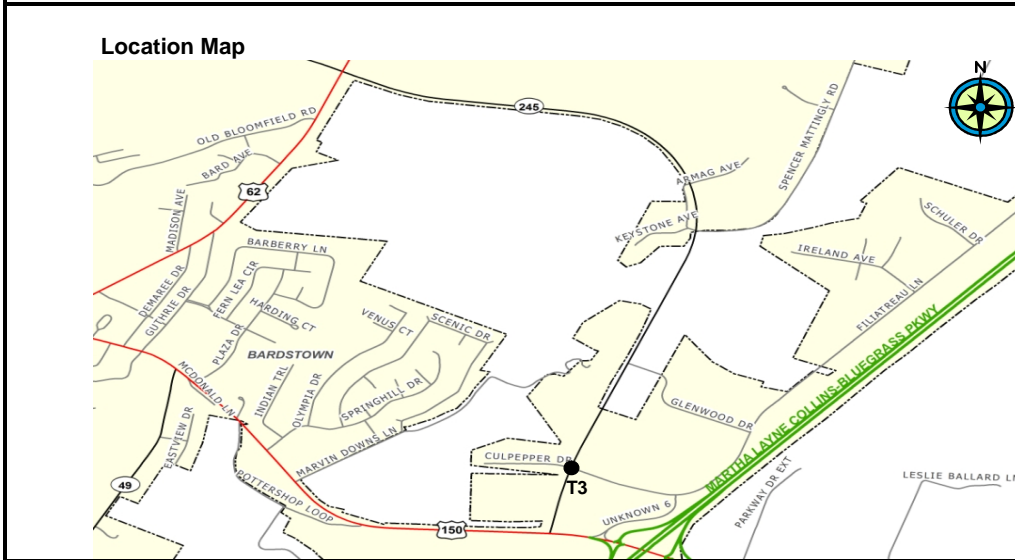 Location Map
N
245
OLD BLOOMFIELD RD
BARD AVE
SPENCER MATTINGLY RD
ARMAG AVE
62
MADISON AVE
KEYSTONE AVE
SCHULER DR
BARBERRY LN
IRELAND AVE
DEMAREE DR
GUTHRIE DR
FERN LEA CIR
HARDING CT
VENUS CT
SCENIC DR
FILIATREAU LN
PLAZA DR
BARDSTOWN
MCDONALD LN
INDIAN TRL
OLYMPIA DR
SPRINGHILL DR
GLENWOOD DR
MARTHA LAYNE COLLINS-BLUEGRASS PKWY
EASTVIEW DR
MARVIN DOWNS LN
CULPEPPER DR
T3
49
POTTERSHOP LOOP
UNKNOWN 6
PARKWAY DR EXT
LESLIE BALLARD LN
150